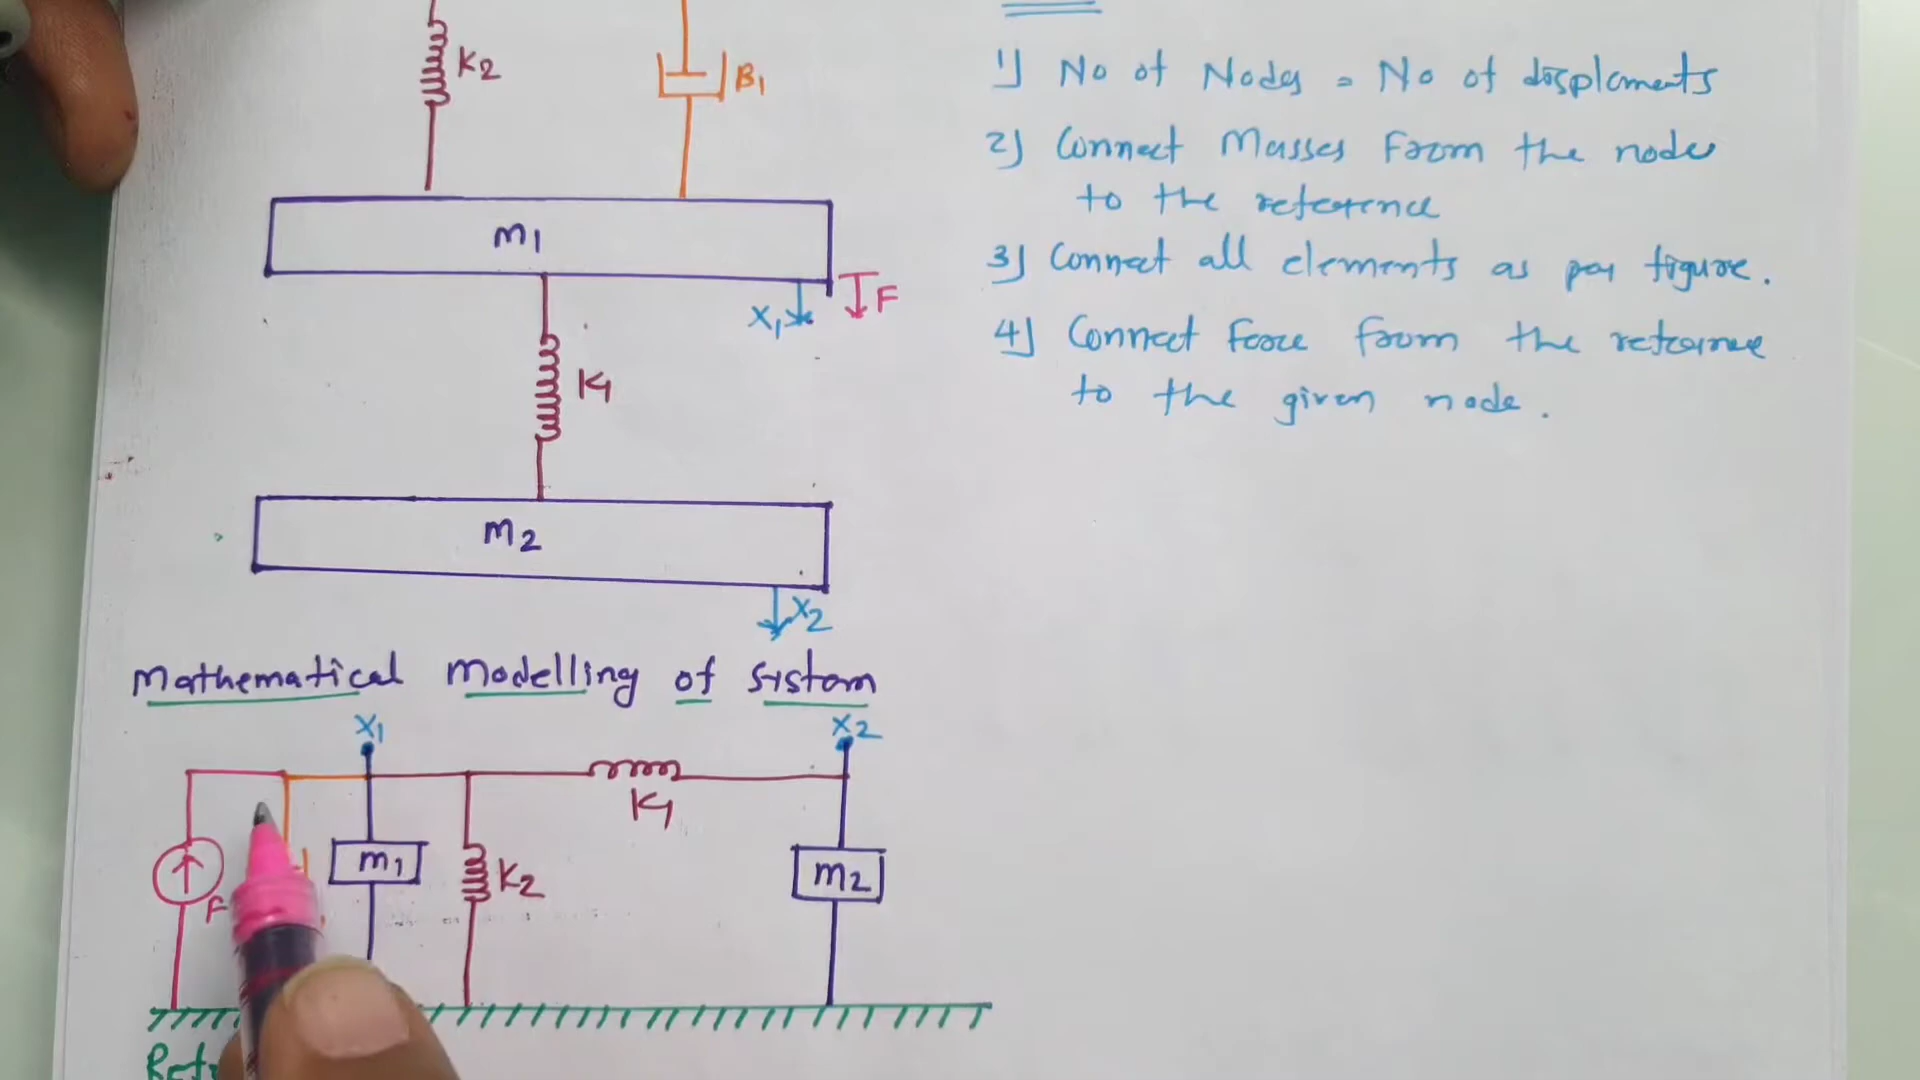 K2
B1
m1
X1
F
K1
m2
X2
Mathematical Modelling of system
X1
X2
K1
m1
K2
m2
F
1) No of Nodes = No of displcments
2) Connect Masses From the node
to the reference
3) Connect all elements as per figure.
4) Connect Force from the reference
to the given node.